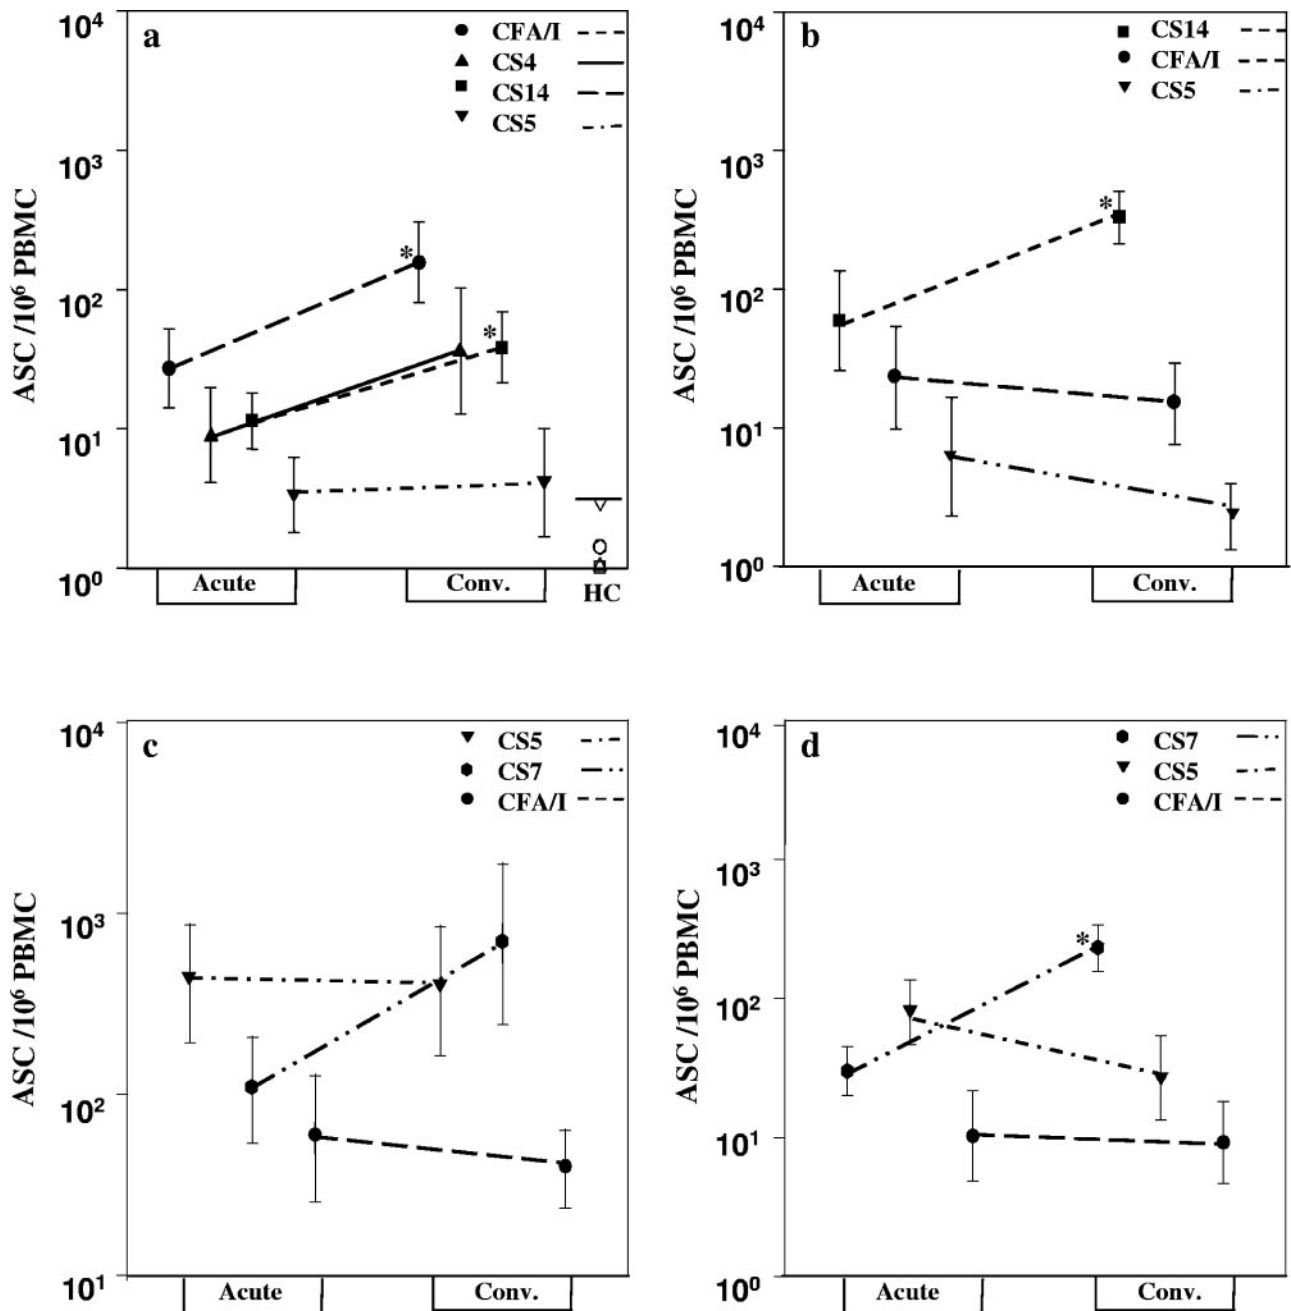 a
CFA/I
CS4
CS14
CS5
10⁴
10³
10²
10¹
10⁰
ASC /10⁶ PBMC
*
*
Acute
Conv.
HC
b
CS14
CFA/I
CS5
10⁴
10³
10²
10¹
10⁰
ASC /10⁶ PBMC
*
Acute
Conv.
c
CS5
CS7
CFA/I
10⁴
10³
10²
10¹
ASC /10⁶ PBMC
Acute
Conv.
d
CS7
CS5
CFA/I
10⁴
10³
10²
10¹
10⁰
ASC /10⁶ PBMC
*
Acute
Conv.